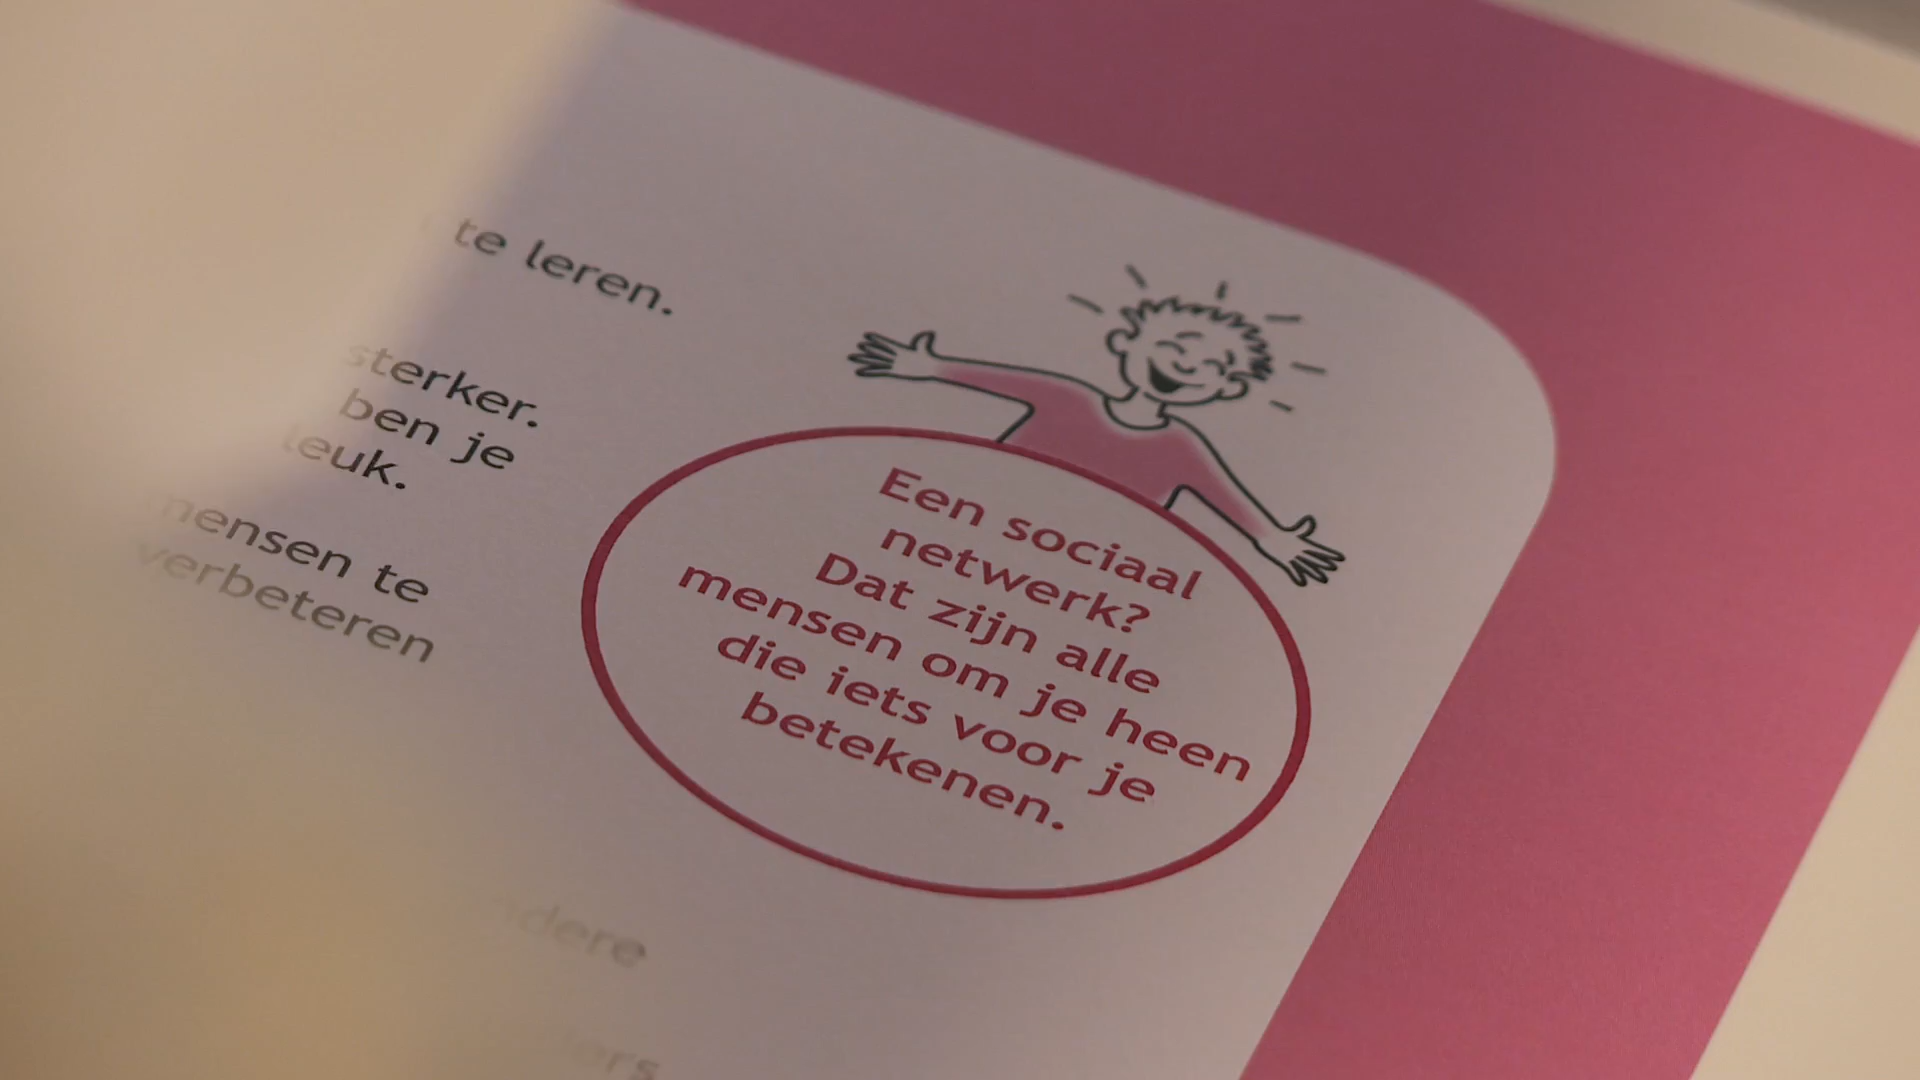 te leren.
sterker.
ben je
leuk.
mensen te
verbeteren
Een sociaal
netwerk?
Dat zijn alle
mensen om je heen
die iets voor je
betekenen.